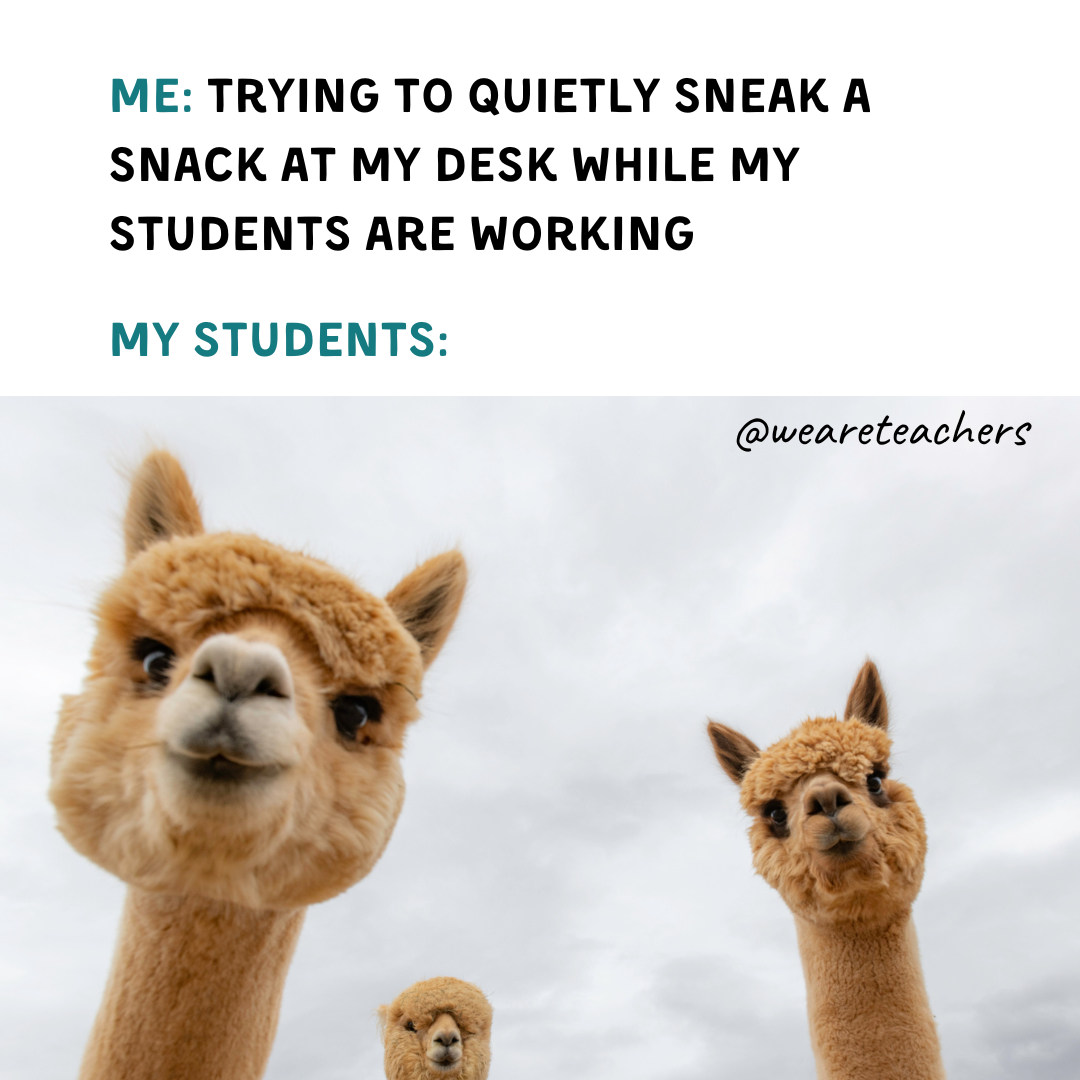 ME: TRYING TO QUIETLY SNEAK A
SNACK AT MY DESK WHILE MY
STUDENTS ARE WORKING
MY STUDENTS:
@weareteachers